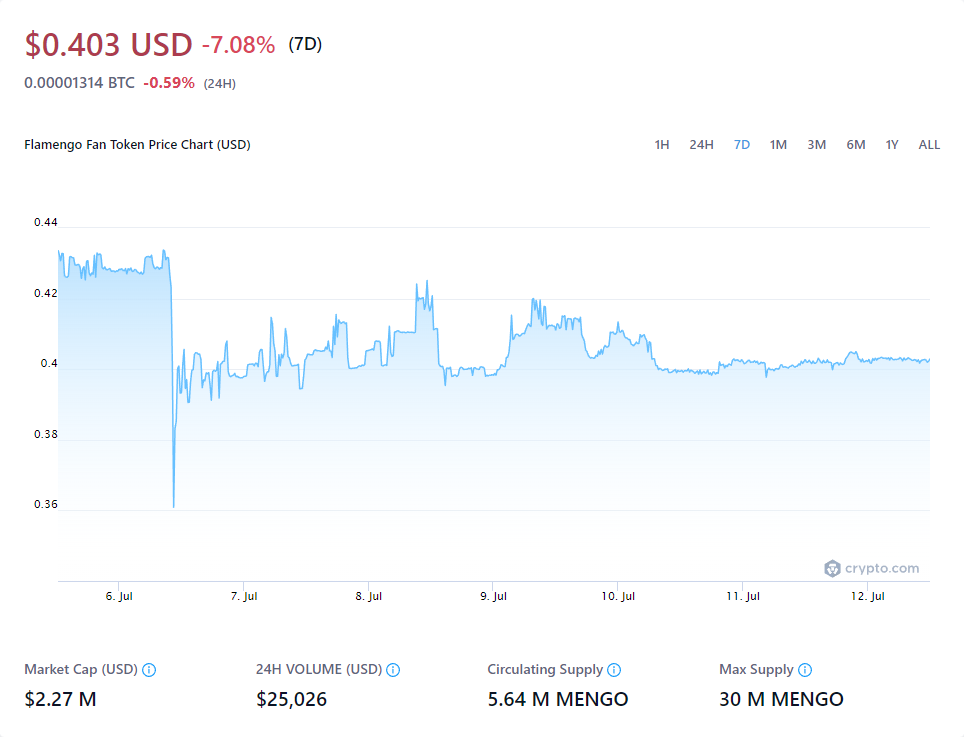 $0.403 USD -7.08% (7D)
0.00001314 BTC -0.59% (24H)
Flamengo Fan Token Price Chart (USD) 1H 24H 7D 1M 3M 6M 1Y ALL
0.44
0.42
0.4
0.38
0.36
crypto.com
6. Jul 7. Jul 8. Jul 9. Jul 10. Jul 11. Jul 12. Jul
Market Cap (USD) 24H VOLUME (USD) Circulating Supply Max Supply
$2.27 M $25,026 5.64 M MENGO 30 M MENGO